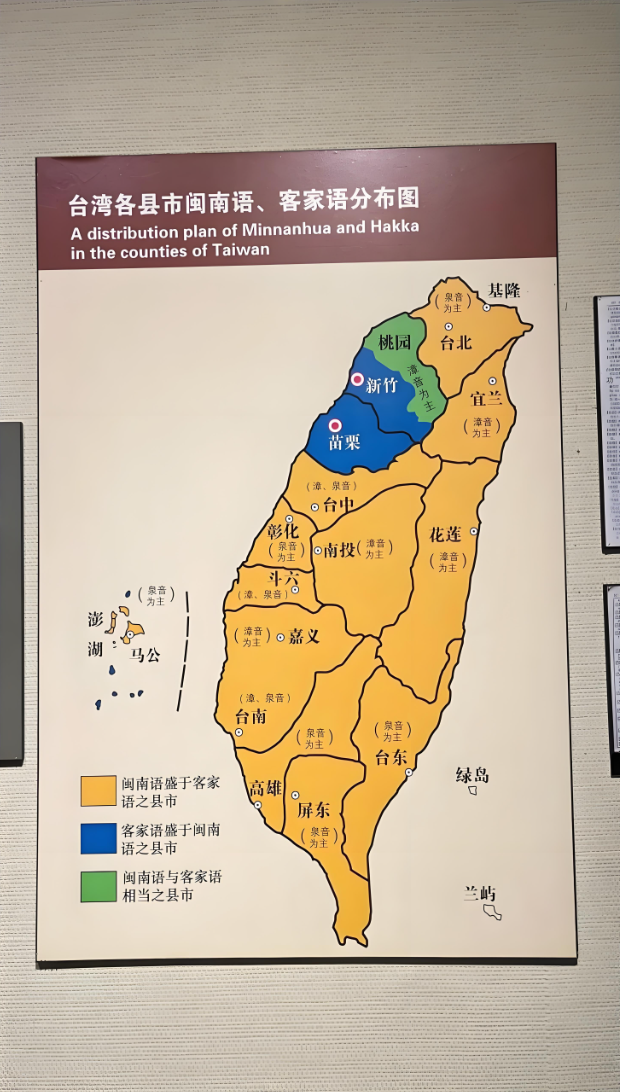 台湾各县市闽南语、客家语分布图
A distribution plan of Minnanhua and Hakka
in the counties of Taiwan
基隆
(泉音
为主)
台北
桃园
漳音为主
新竹
宜兰
(漳音
为主)
苗栗
(漳、泉音)
台中
彰化
(泉音
为主)
南投(漳音
为主)
花莲
(漳音
为主)
斗六
(漳、泉音)
(泉音
为主)
澎湖
马公
(漳音
为主)
嘉义
(漳、泉音)
台南
(泉音
为主)
(泉音
为主)
台东
绿岛
高雄
屏东
(泉音
为主)
兰屿
闽南语盛于客家
语之县市
客家语盛于闽南
语之县市
闽南语与客家语
相当之县市